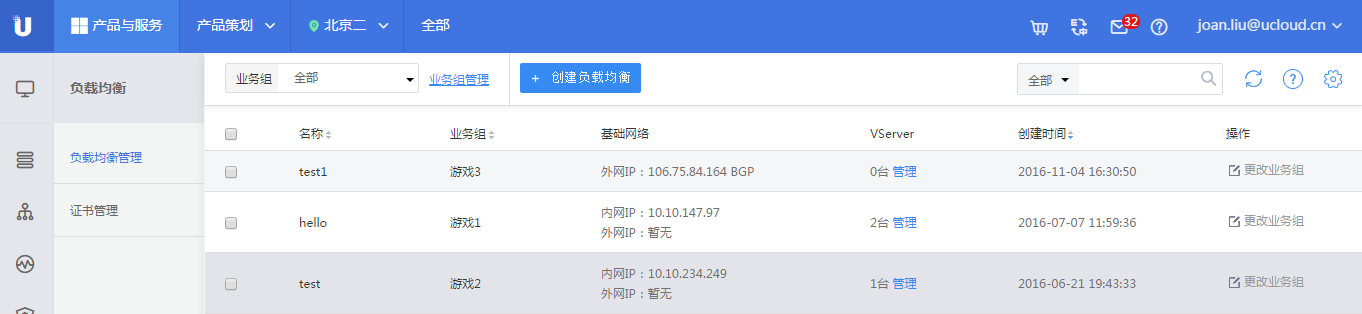 U 产品与服务 产品策划 北京二 全部 32 joan.liu@ucloud.cn
负载均衡
负载均衡管理
证书管理
业务组 全部 业务组管理 + 创建负载均衡 全部
名称 业务组 基础网络 VServer 创建时间 操作
test1 游戏3 外网IP：106.75.84.164 BGP 0台 管理 2016-11-04 16:30:50 更改业务组
hello 游戏1 内网IP：10.10.147.97
外网IP：暂无 2台 管理 2016-07-07 11:59:36 更改业务组
test 游戏2 内网IP：10.10.234.249
外网IP：暂无 1台 管理 2016-06-21 19:43:33 更改业务组